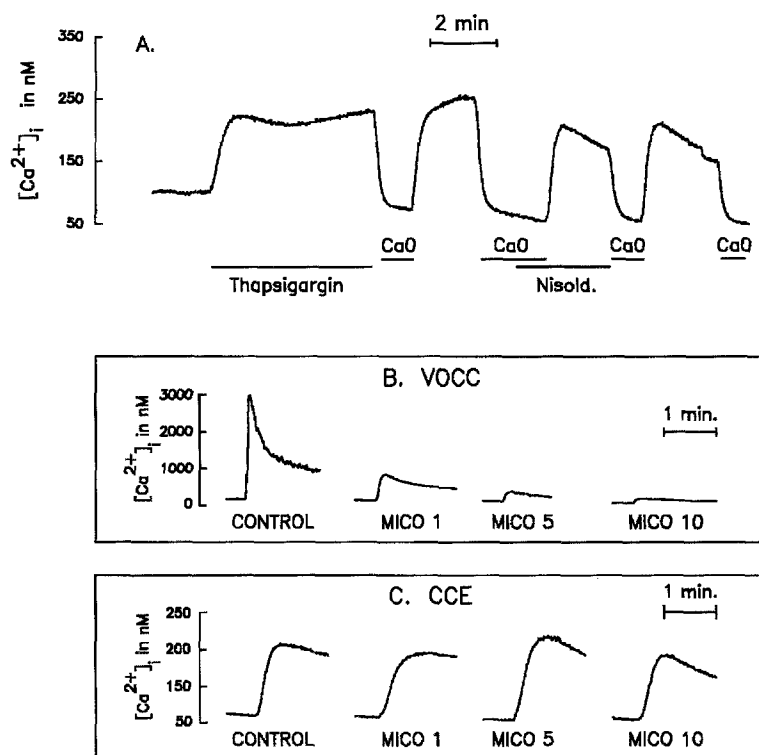 A.
2 min
[Ca2+]i in nM
350
250
150
50
Ca0 Ca0 Ca0 Ca0
Thapsigargin Nisold.
B. VOCC
1 min.
[Ca2+]i in nM
3000
2000
1000
0
CONTROL MICO 1 MICO 5 MICO 10
C. CCE
1 min.
[Ca2+]i in nM
250
200
150
50
CONTROL MICO 1 MICO 5 MICO 10